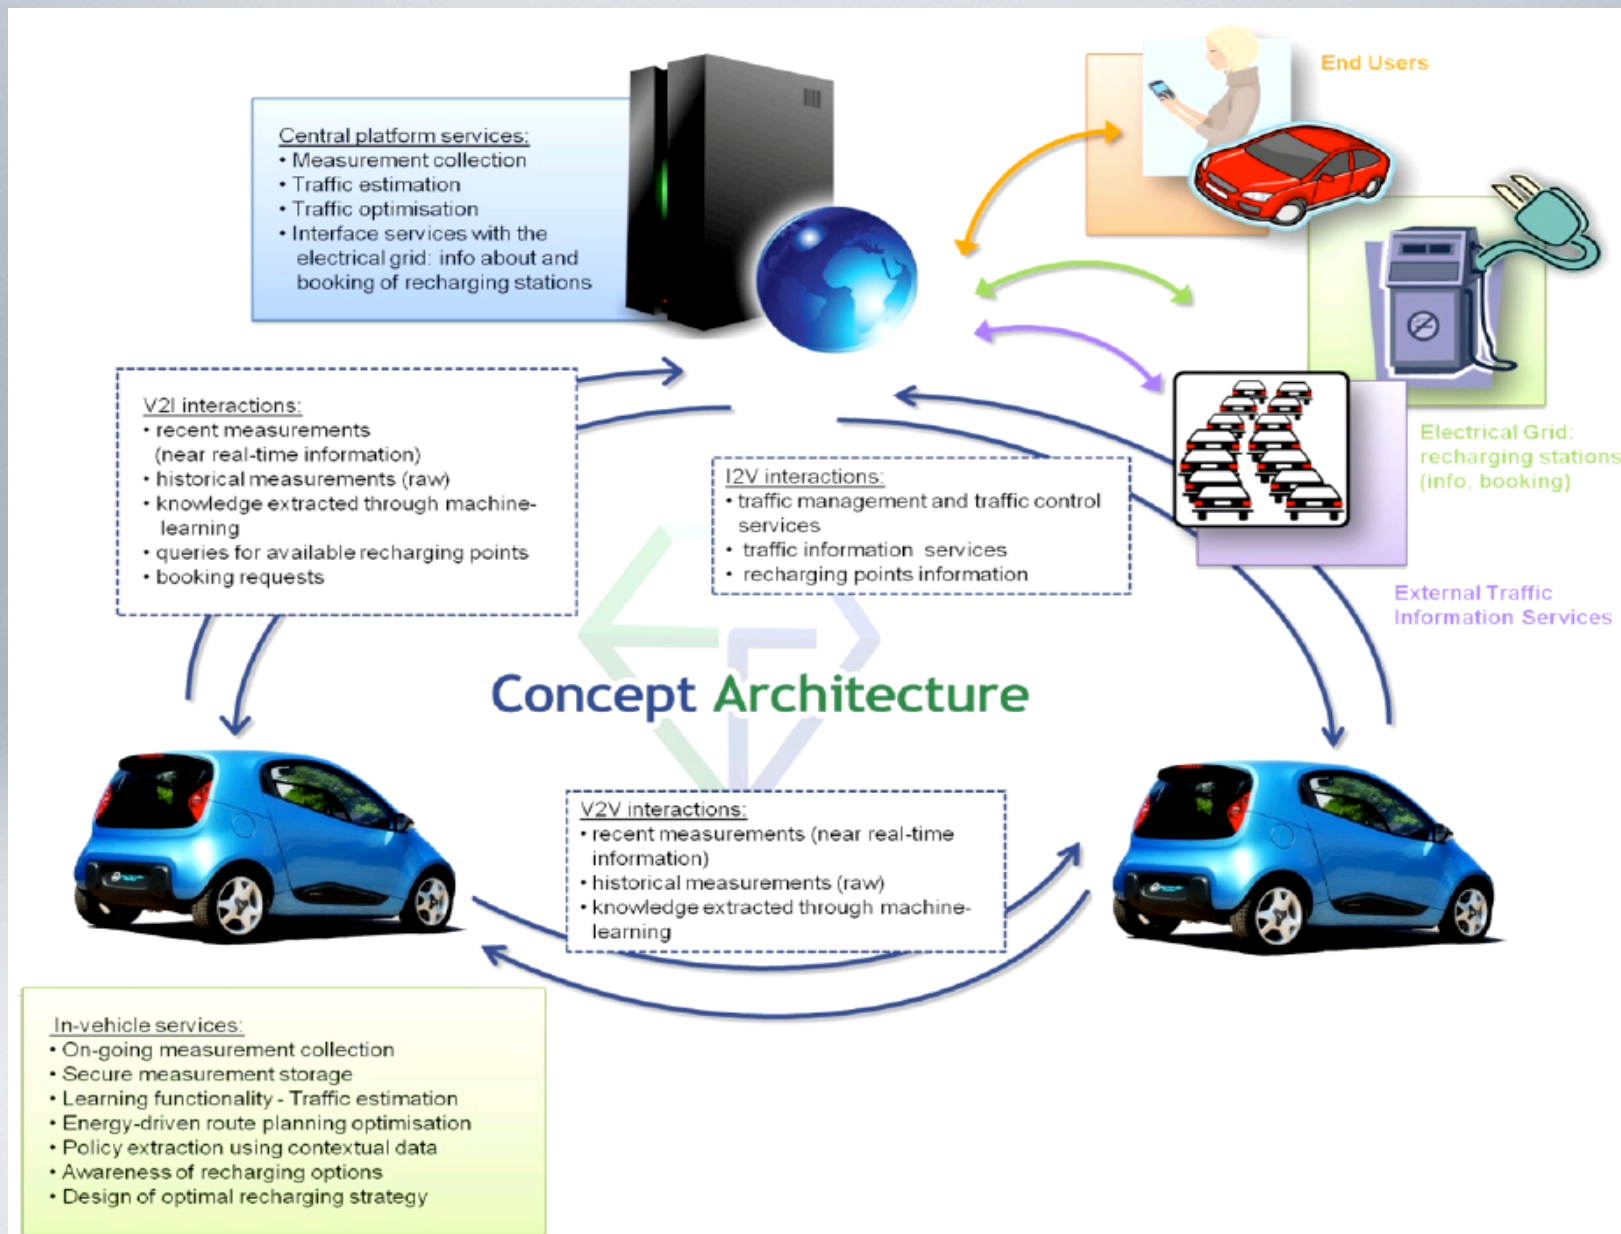 End Users
Central platform services:
• Measurement collection
• Traffic estimation
• Traffic optimisation
• Interface services with the
electrical grid: info about and
booking of recharging stations
V2I interactions:
• recent measurements
(near real-time information)
• historical measurements (raw)
• knowledge extracted through machine-
learning
• queries for available recharging points
• booking requests
I2V interactions:
• traffic management and traffic control
services
• traffic information services
• recharging points information
Electrical Grid:
recharging stations
(info, booking)
External Traffic
Information Services
Concept Architecture
V2V interactions:
• recent measurements (near real-time
information)
• historical measurements (raw)
• knowledge extracted through machine-
learning
In-vehicle services:
• On-going measurement collection
• Secure measurement storage
• Learning functionality - Traffic estimation
• Energy-driven route planning optimisation
• Policy extraction using contextual data
• Awareness of recharging options
• Design of optimal recharging strategy